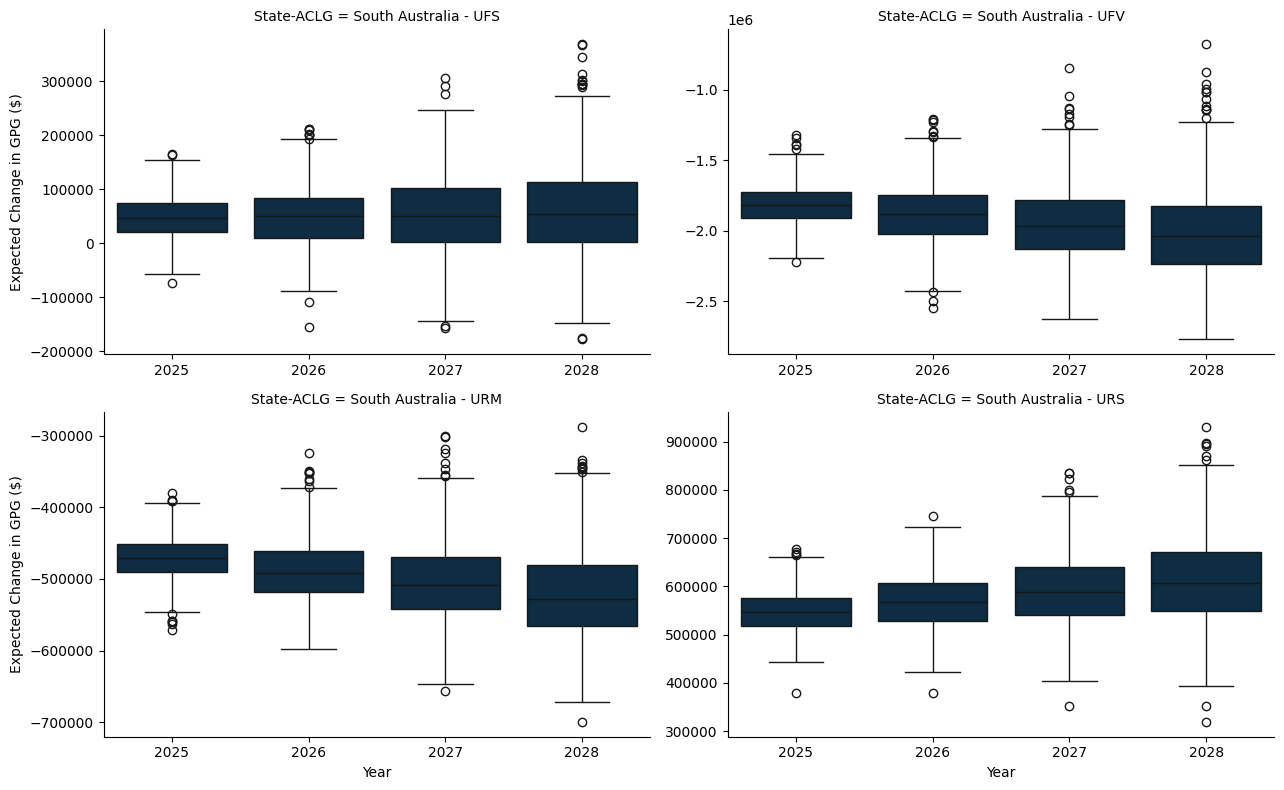 State-ACLG = South Australia - UFS
Expected Change in GPG ($)
300000
200000
100000
0
−100000
−200000
2025 2026 2027 2028
State-ACLG = South Australia - UFV
1e6
−1.0
−1.5
−2.0
−2.5
2025 2026 2027 2028
State-ACLG = South Australia - URM
Expected Change in GPG ($)
−300000
−400000
−500000
−600000
−700000
2025 2026 2027 2028
Year
State-ACLG = South Australia - URS
900000
800000
700000
600000
500000
400000
300000
2025 2026 2027 2028
Year